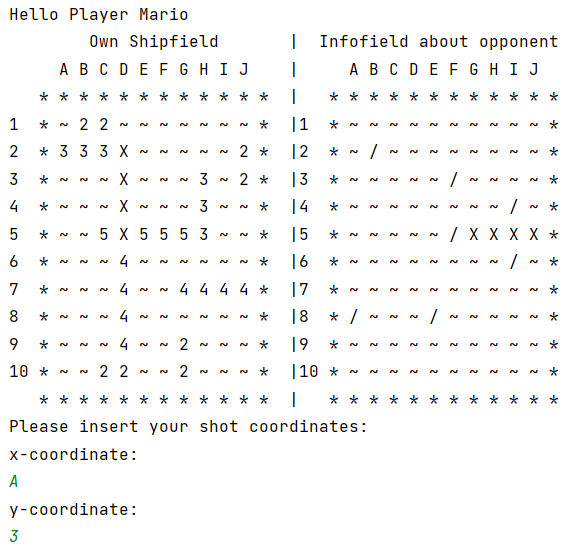 Hello Player Mario
        Own Shipfield       |  Infofield about opponent
     A B C D E F G H I J    |     A B C D E F G H I J
   * * * * * * * * * * * *  |   * * * * * * * * * * * *
1  * ~ 2 2 ~ ~ ~ ~ ~ ~ ~ *  |1  * ~ ~ ~ ~ ~ ~ ~ ~ ~ ~ *
2  * 3 3 3 X ~ ~ ~ ~ ~ 2 *  |2  * ~ / ~ ~ ~ ~ ~ ~ ~ ~ *
3  * ~ ~ ~ X ~ ~ ~ 3 ~ 2 *  |3  * ~ ~ ~ ~ ~ / ~ ~ ~ ~ *
4  * ~ ~ ~ X ~ ~ ~ 3 ~ ~ *  |4  * ~ ~ ~ ~ ~ ~ ~ ~ / ~ *
5  * ~ ~ 5 X 5 5 5 3 ~ ~ *  |5  * ~ ~ ~ ~ ~ / X X X X *
6  * ~ ~ ~ 4 ~ ~ ~ ~ ~ ~ *  |6  * ~ ~ ~ ~ ~ ~ ~ ~ / ~ *
7  * ~ ~ ~ 4 ~ ~ 4 4 4 4 *  |7  * ~ ~ ~ ~ ~ ~ ~ ~ ~ ~ *
8  * ~ ~ ~ 4 ~ ~ ~ ~ ~ ~ *  |8  * / ~ ~ ~ / ~ ~ ~ ~ ~ *
9  * ~ ~ ~ 4 ~ ~ 2 ~ ~ ~ *  |9  * ~ ~ ~ ~ ~ ~ ~ ~ ~ ~ *
10 * ~ ~ 2 2 ~ ~ 2 ~ ~ ~ *  |10 * ~ ~ ~ ~ ~ ~ ~ ~ ~ ~ *
   * * * * * * * * * * * *  |   * * * * * * * * * * * *
Please insert your shot coordinates:
x-coordinate:
A
y-coordinate:
3